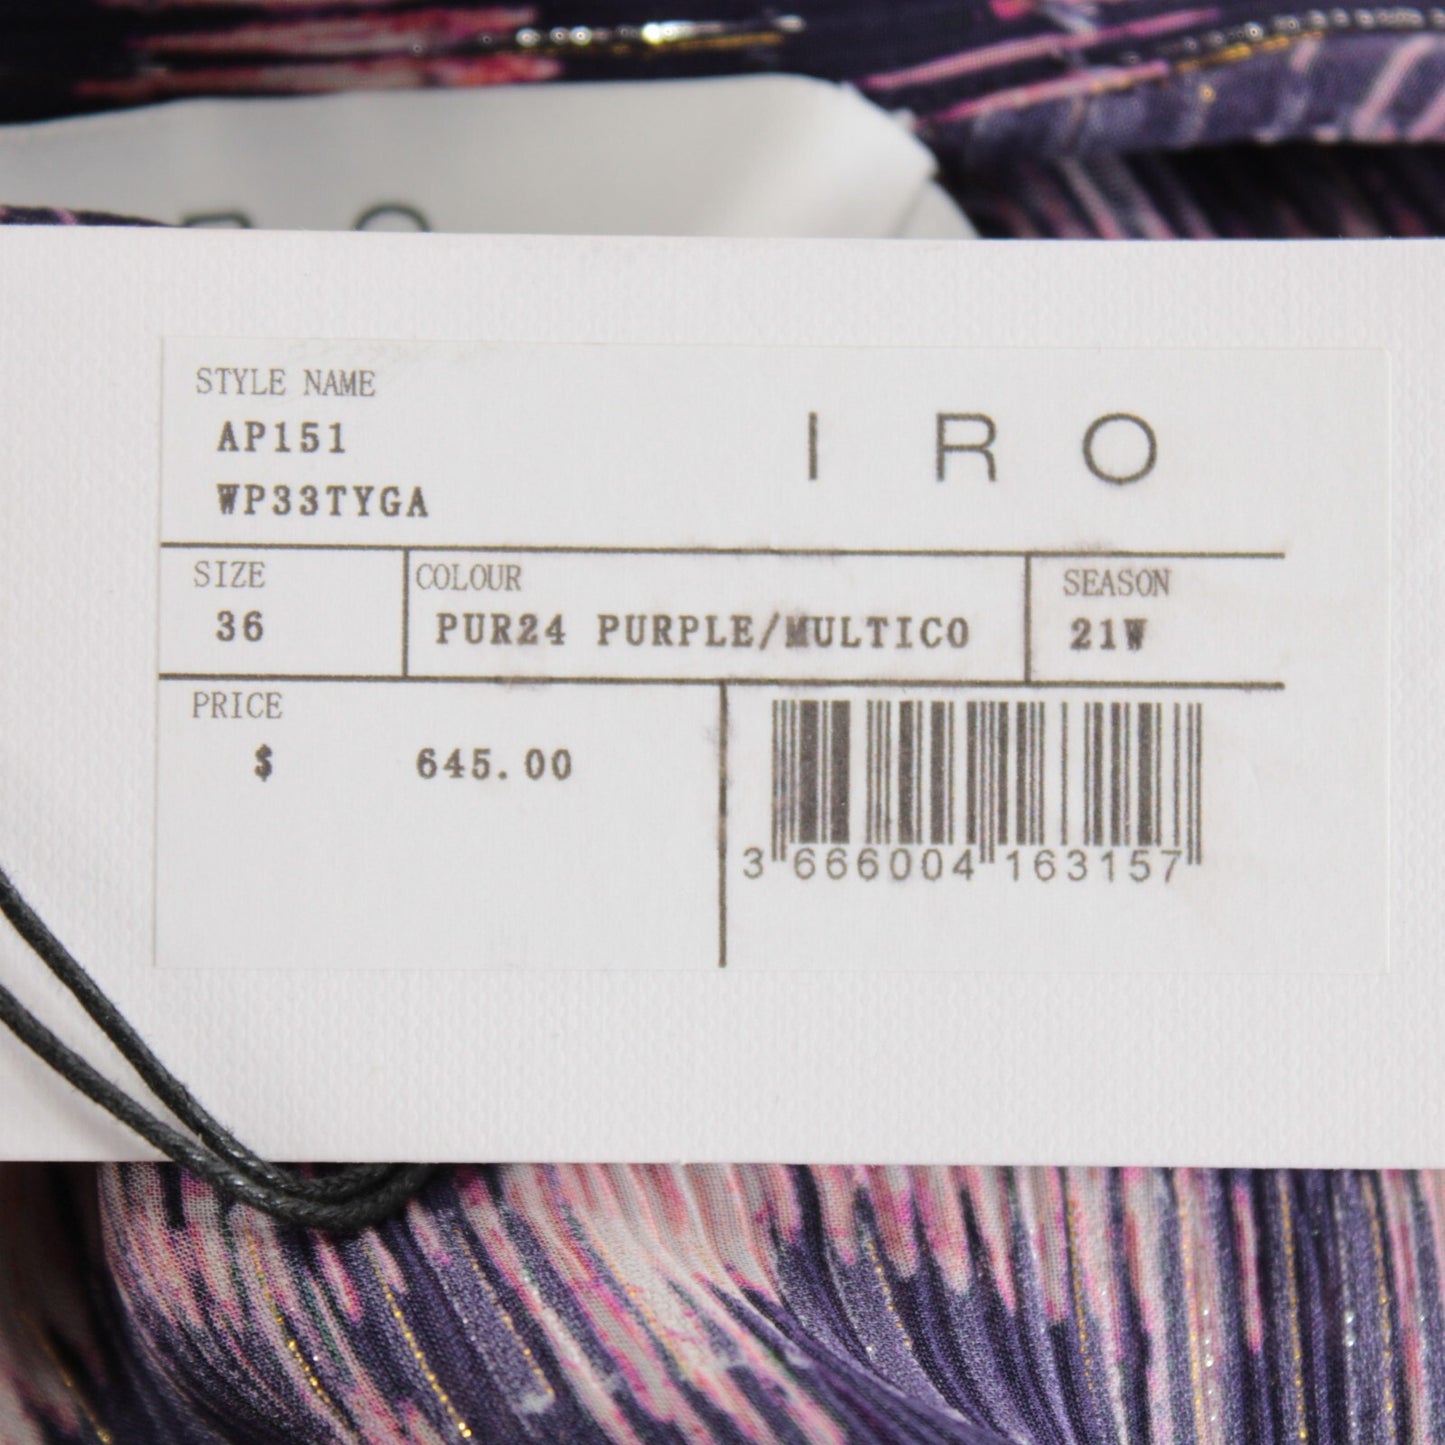 RO
STYLE NAME
AP151
WP33TYGA
IRO
SIZE
36
COLOUR
PUR24 PURPLE/MULTICO
SEASON
21W
PRICE
$ 645.00
3 666004 163157